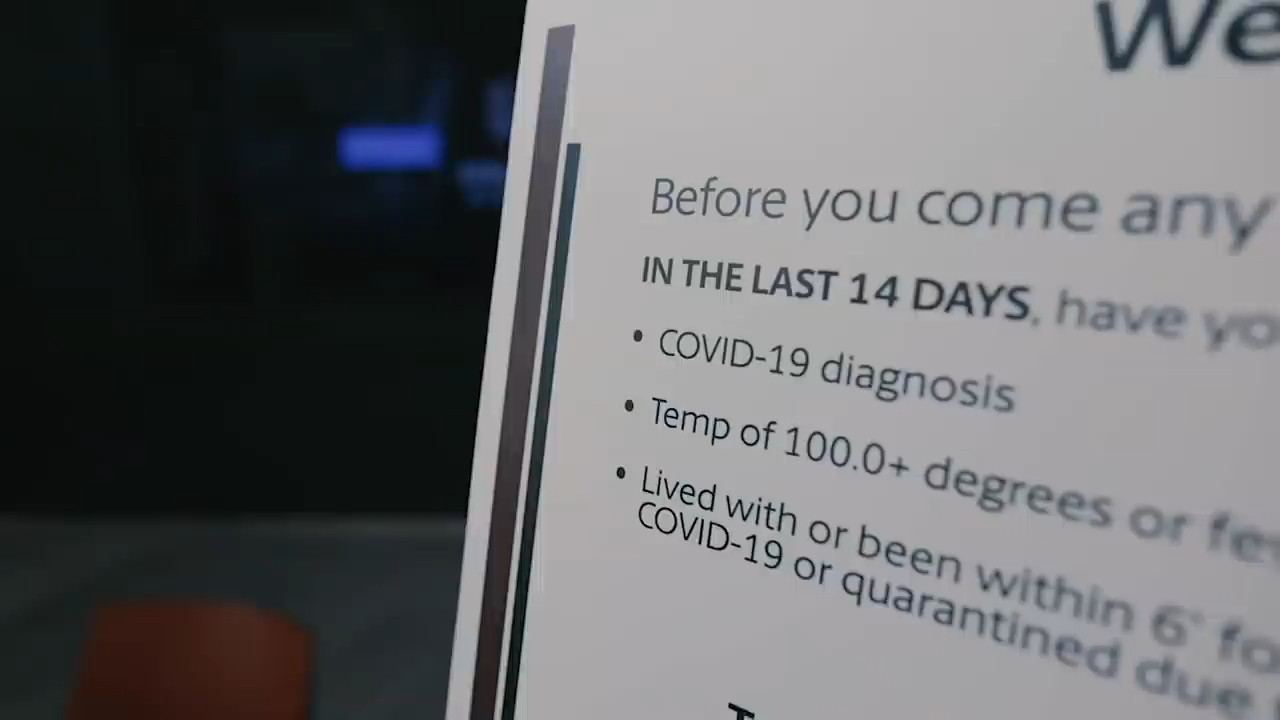 We
Before you come any
IN THE LAST 14 DAYS, have yo
• COVID-19 diagnosis
• Temp of 100.0+ degrees or fe
• Lived with or been within 6' fo
COVID-19 or quarantined due